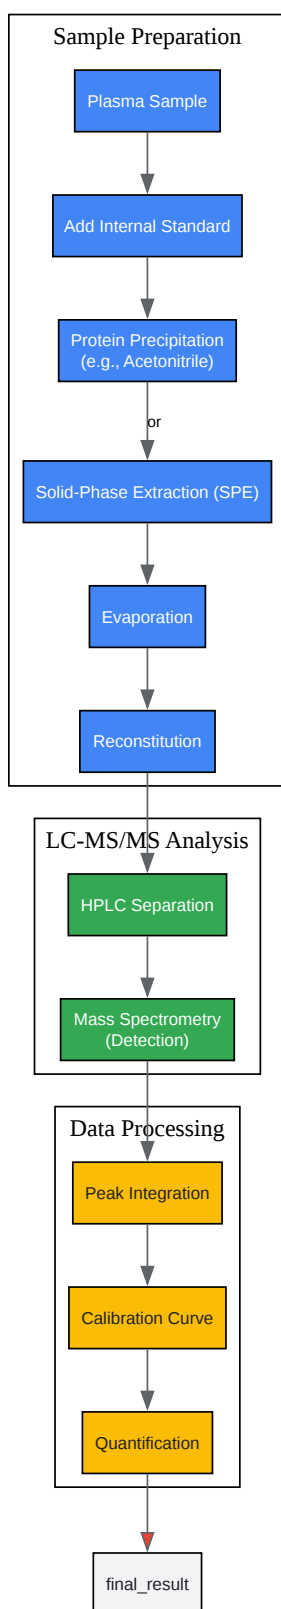 Sample Preparation
Plasma Sample
Add Internal Standard
Protein Precipitation
(e.g., Acetonitrile)
or
Solid-Phase Extraction (SPE)
Evaporation
Reconstitution
LC-MS/MS Analysis
HPLC Separation
Mass Spectrometry
(Detection)
Data Processing
Peak Integration
Calibration Curve
Quantification
final_result